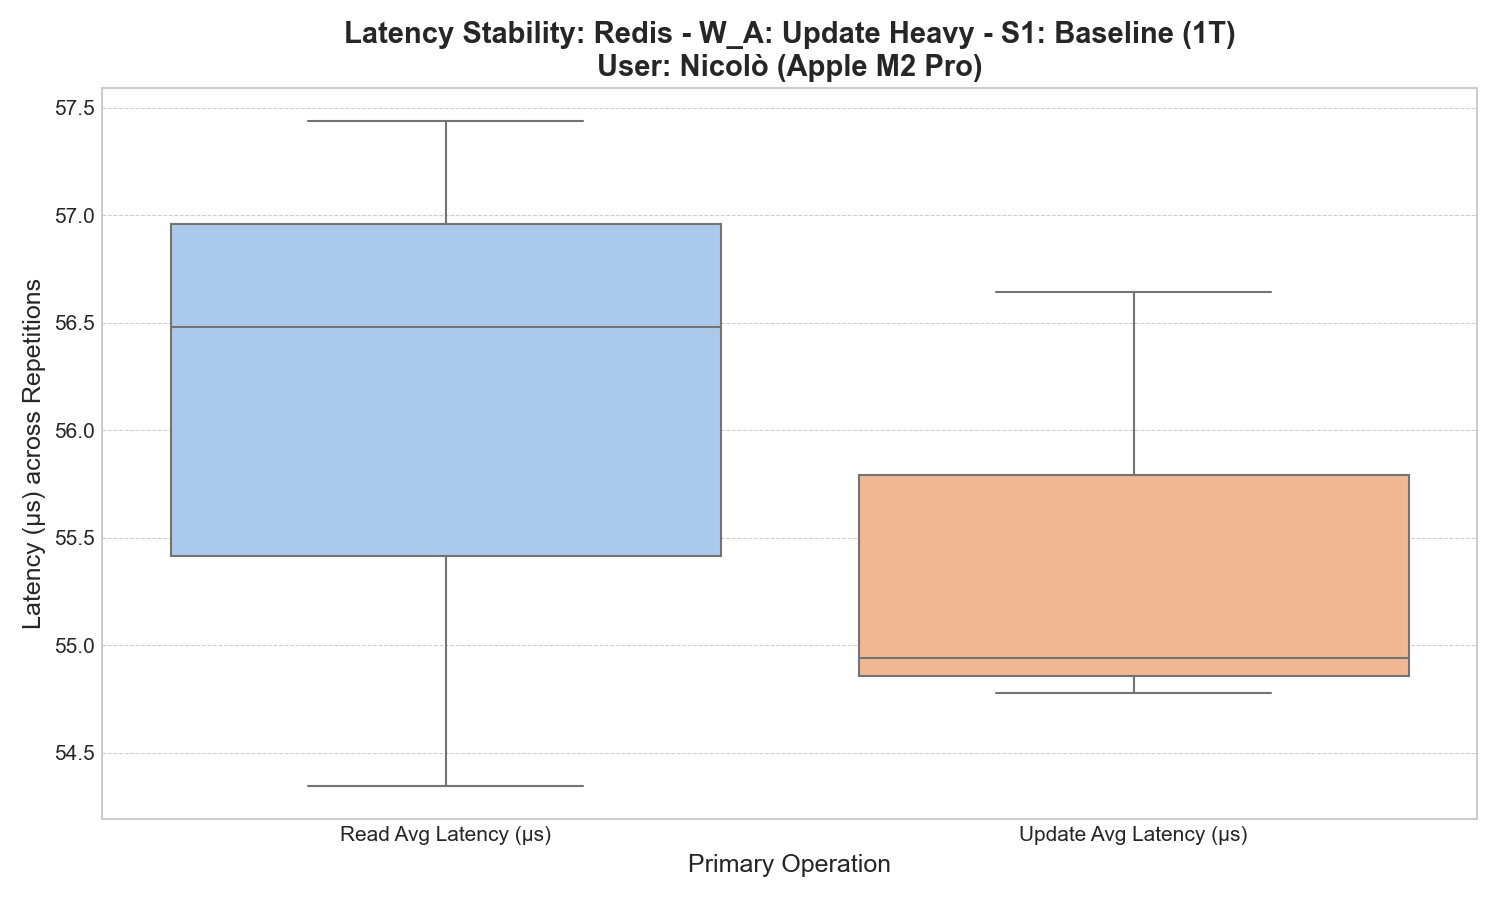 Latency Stability: Redis - W_A: Update Heavy - S1: Baseline (1T)
User: Nicolò (Apple M2 Pro)
Latency (µs) across Repetitions
57.5
57.0
56.5
56.0
55.5
55.0
54.5
Read Avg Latency (µs)
Update Avg Latency (µs)
Primary Operation